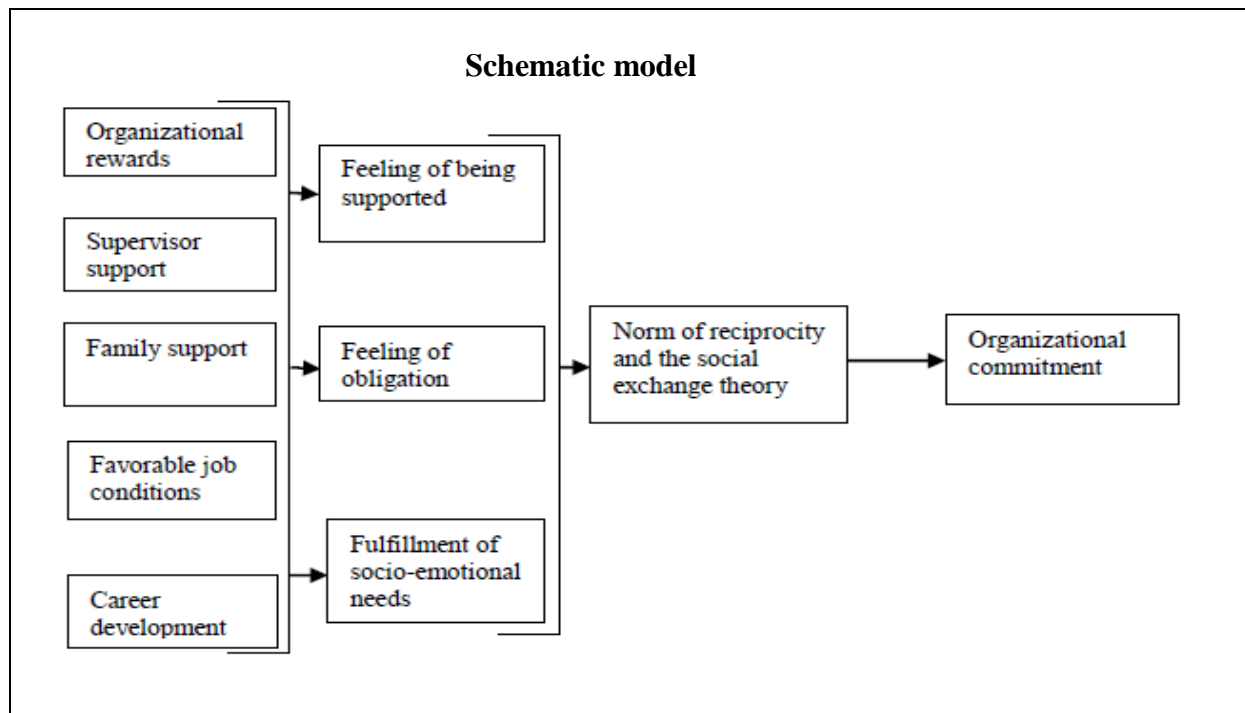 Schematic model
Organizational
rewards
Supervisor
support
Family support
Favorable job
conditions
Career
development
Feeling of being
supported
Feeling of
obligation
Fulfillment of
socio-emotional
needs
Norm of reciprocity
and the social
exchange theory
Organizational
commitment